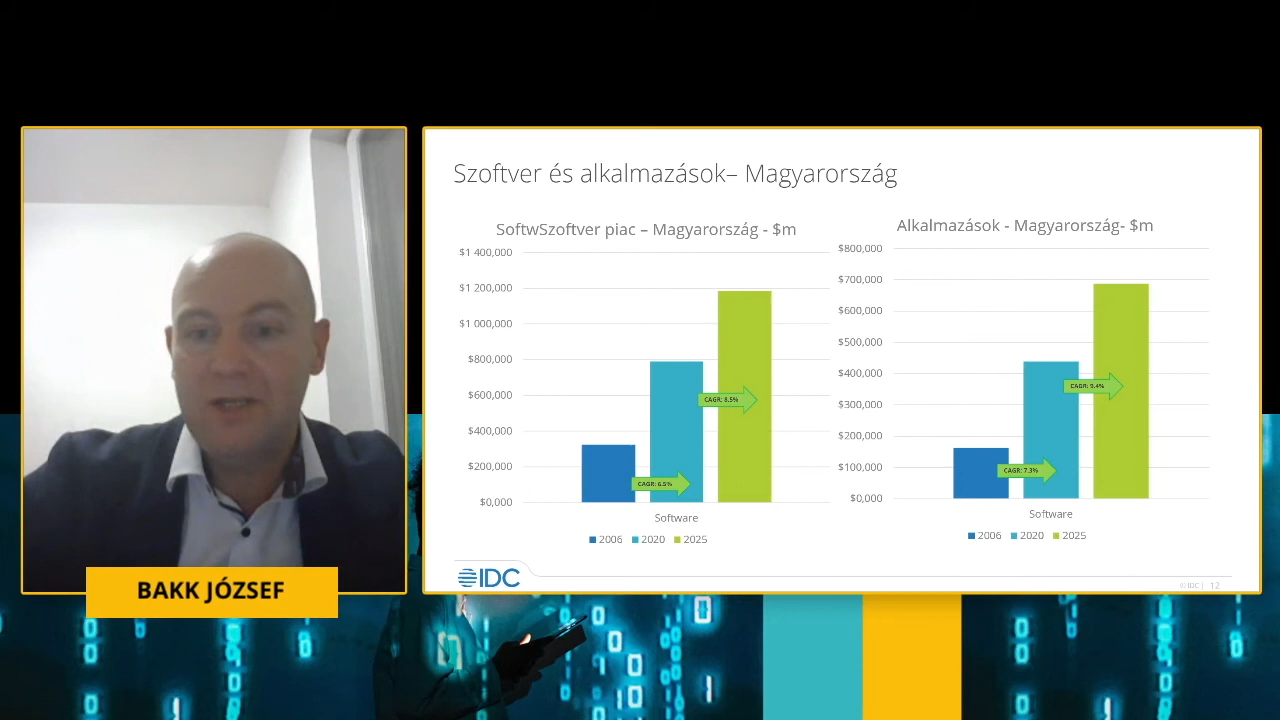 Szoftver és alkalmazások– Magyarország
SoftwSzoftver piac – Magyarország - $m
$1 400,000
$1 200,000
$1 000,000
$800,000
$600,000
$400,000
$200,000
$0,000
CAGR: 6.5%
CAGR: 8.5%
Software
2006 2020 2025
Alkalmazások - Magyarország- $m
$800,000
$700,000
$600,000
$500,000
$400,000
$300,000
$200,000
$100,000
$0,000
CAGR: 7.3%
CAGR: 9.4%
Software
2006 2020 2025
IDC
© IDC | 12
BAKK JÓZSEF